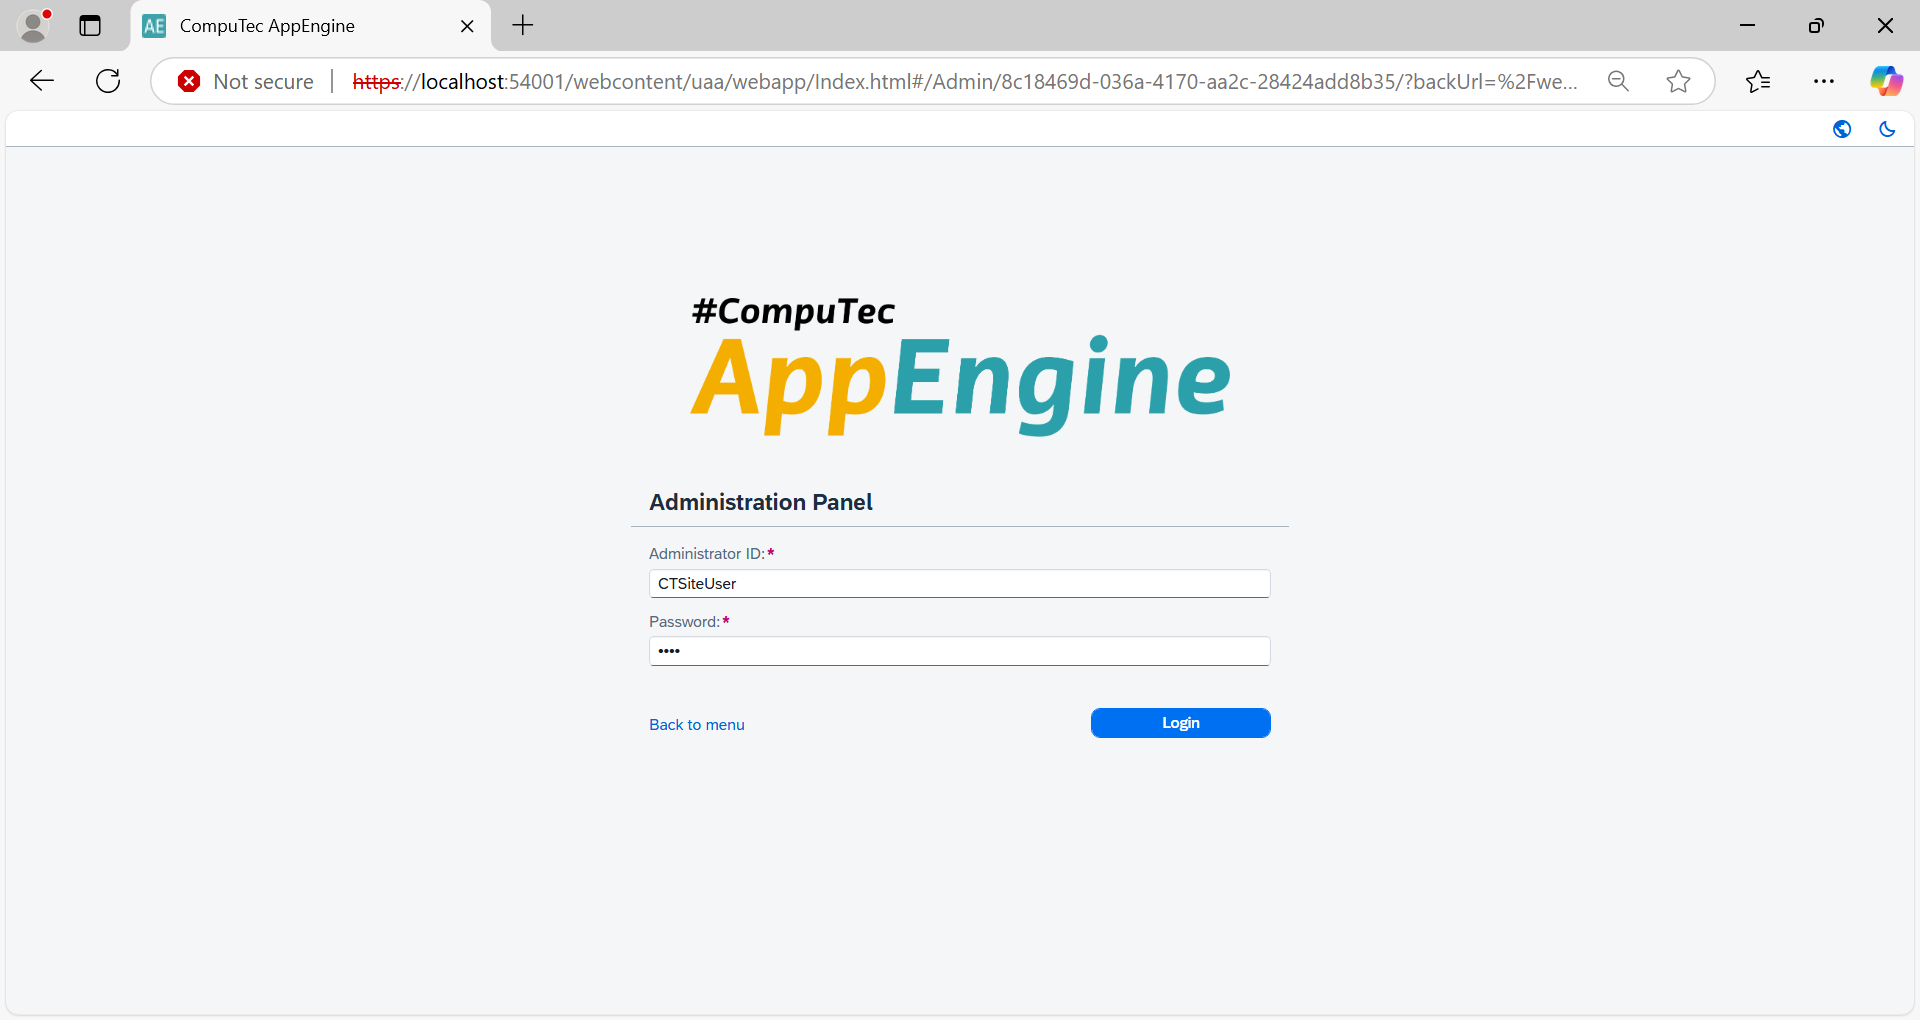 AE CompuTec AppEngine
Not secure https://localhost:54001/webcontent/uaa/webapp/Index.html#/Admin/8c18469d-036a-4170-aa2c-28424add8b35/?backUrl=%2Fwe...
#CompuTec
AppEngine
Administration Panel
Administrator ID:*
CTSiteUser
Password:*
••••
Back to menu
Login